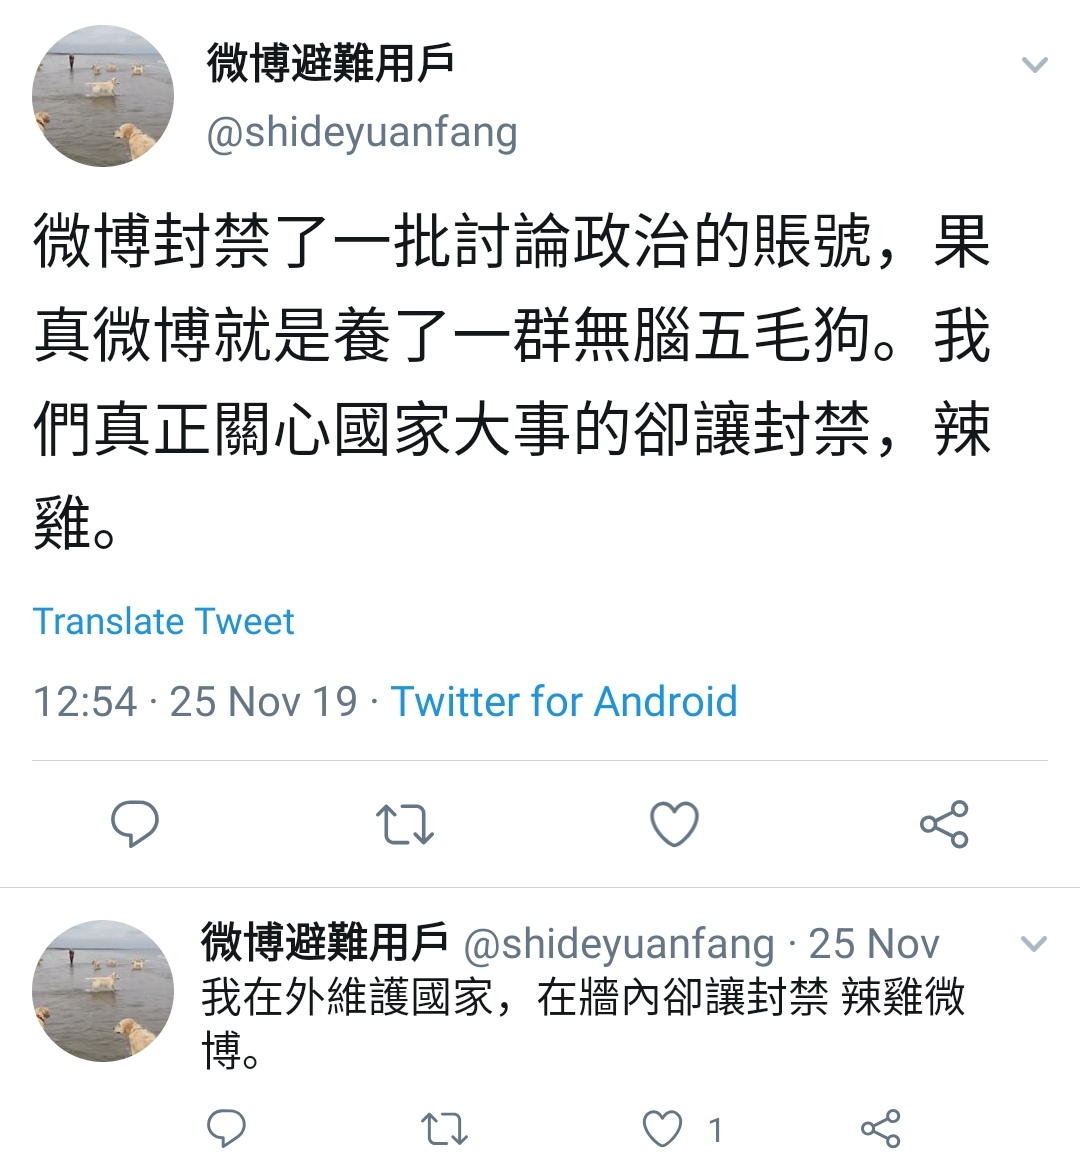 微博避難用戶
@shideyuanfang
微博封禁了一批討論政治的賬號，果
真微博就是養了一群無腦五毛狗。我
們真正關心國家大事的卻讓封禁，辣
雞。
Translate Tweet
12:54 · 25 Nov 19 · Twitter for Android
微博避難用戶 @shideyuanfang · 25 Nov
我在外維護國家，在牆內卻讓封禁 辣雞微
博。
1